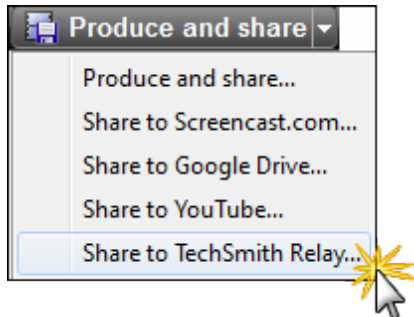 Produce and share
Produce and share...
Share to Screencast.com...
Share to Google Drive...
Share to YouTube...
Share to TechSmith Relay...